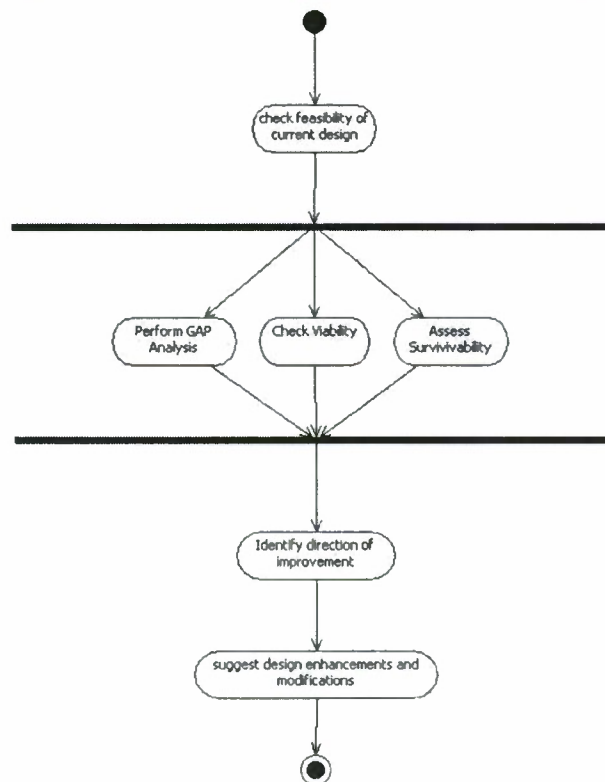 check feasibility of
current design
Perform GAP
Analysis
Check Viability
Assess
Survivivability
Identify direction of
improvement
suggest design enhancements and
modifications